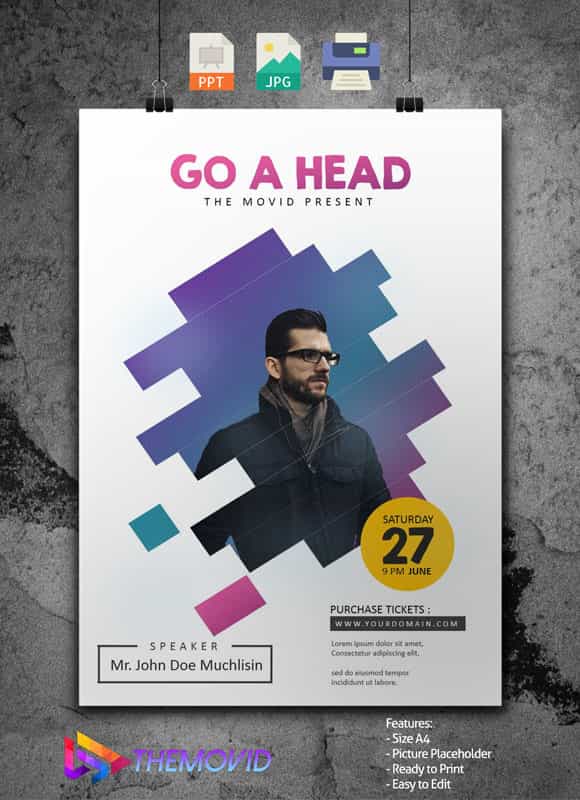 PPT
JPG
GO A HEAD
THE MOVID PRESENT
SATURDAY
27
9 PM JUNE
PURCHASE TICKETS :
WWW.YOURDOMAIN.COM
Lorem ipsum dolor sit amet,
Consectetur adipiscing elit.
sed do eiusmod tempor
incididunt ut labore.
SPEAKER
Mr. John Doe Muchlisin
THEMOVID
Features:
- Size A4
- Picture Placeholder
- Ready to Print
- Easy to Edit